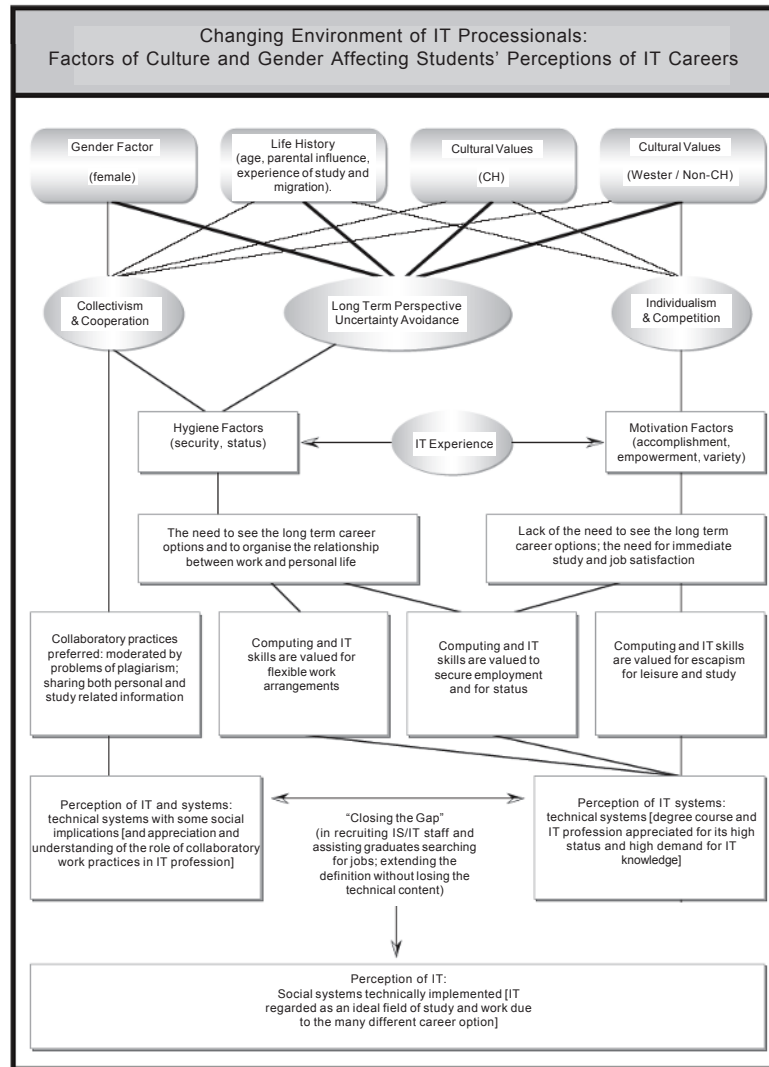 Changing Environment of IT Processionals:
Factors of Culture and Gender Affecting Students' Perceptions of IT Careers
Gender Factor
(female)
Life History
(age, parental influence,
experience of study and
migration).
Cultural Values
(CH)
Cultural Values
(Wester / Non-CH)
Collectivism
& Cooperation
Long Term Perspective
Uncertainty Avoidance
Individualism
& Competition
Hygiene Factors
(security, status)
IT Experience
Motivation Factors
(accomplishment,
empowerment, variety)
The need to see the long term career
options and to organise the relationship
between work and personal life
Lack of the need to see the long term
career options; the need for immediate
study and job satisfaction
Collaboratory practices
preferred: moderated by
problems of plagiarism;
sharing both personal and
study related information
Computing and IT
skills are valued for
flexible work
arrangements
Computing and IT
skills are valued to
secure employment
and for status
Computing and IT skills
are valued for escapism
for leisure and study
Perception of IT and systems:
technical systems with some social
implications [and appreciation and
understanding of the role of collaboratory
work practices in IT profession]
"Closing the Gap"
(in recruiting IS/IT staff and
assisting graduates searching
for jobs; extending the
definition without losing the
technical content)
Perception of IT systems:
technical systems [degree course and
IT profession appreciated for its high
status and high demand for IT
knowledge]
Perception of IT:
Social systems technically implemented [IT
regarded as an ideal field of study and work due
to the many different career option]